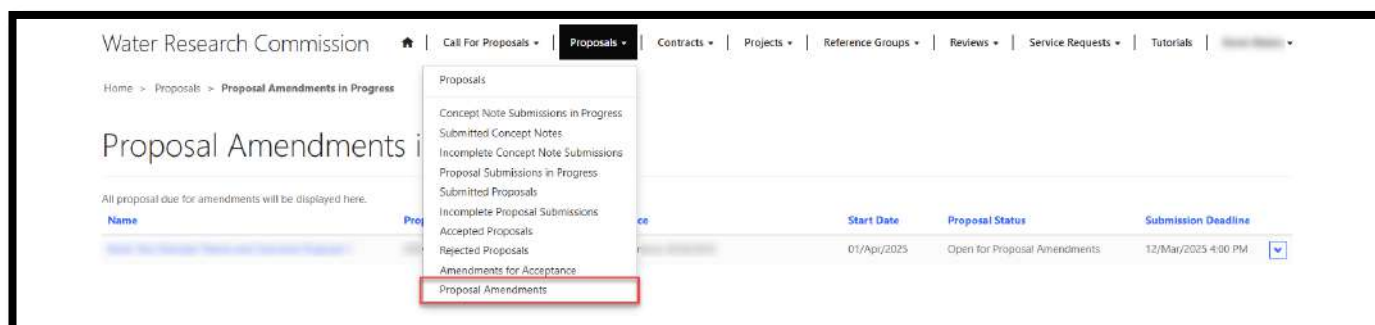 Water Research Commission | Call For Proposals | Proposals | Contracts | Projects | Reference Groups | Reviews | Service Requests | Tutorials |
Home > Proposals > Proposal Amendments in Progress
Proposals
Concept Note Submissions in Progress
Submitted Concept Notes
Incomplete Concept Note Submissions
Proposal Submissions in Progress
Submitted Proposals
Incomplete Proposal Submissions
Accepted Proposals
Rejected Proposals
Amendments for Acceptance
Proposal Amendments
Proposal Amendments i
All proposal due for amendments will be displayed here.
Name Prop ce Start Date Proposal Status Submission Deadline
01/Apr/2025 Open for Proposal Amendments 12/Mar/2025 4:00 PM